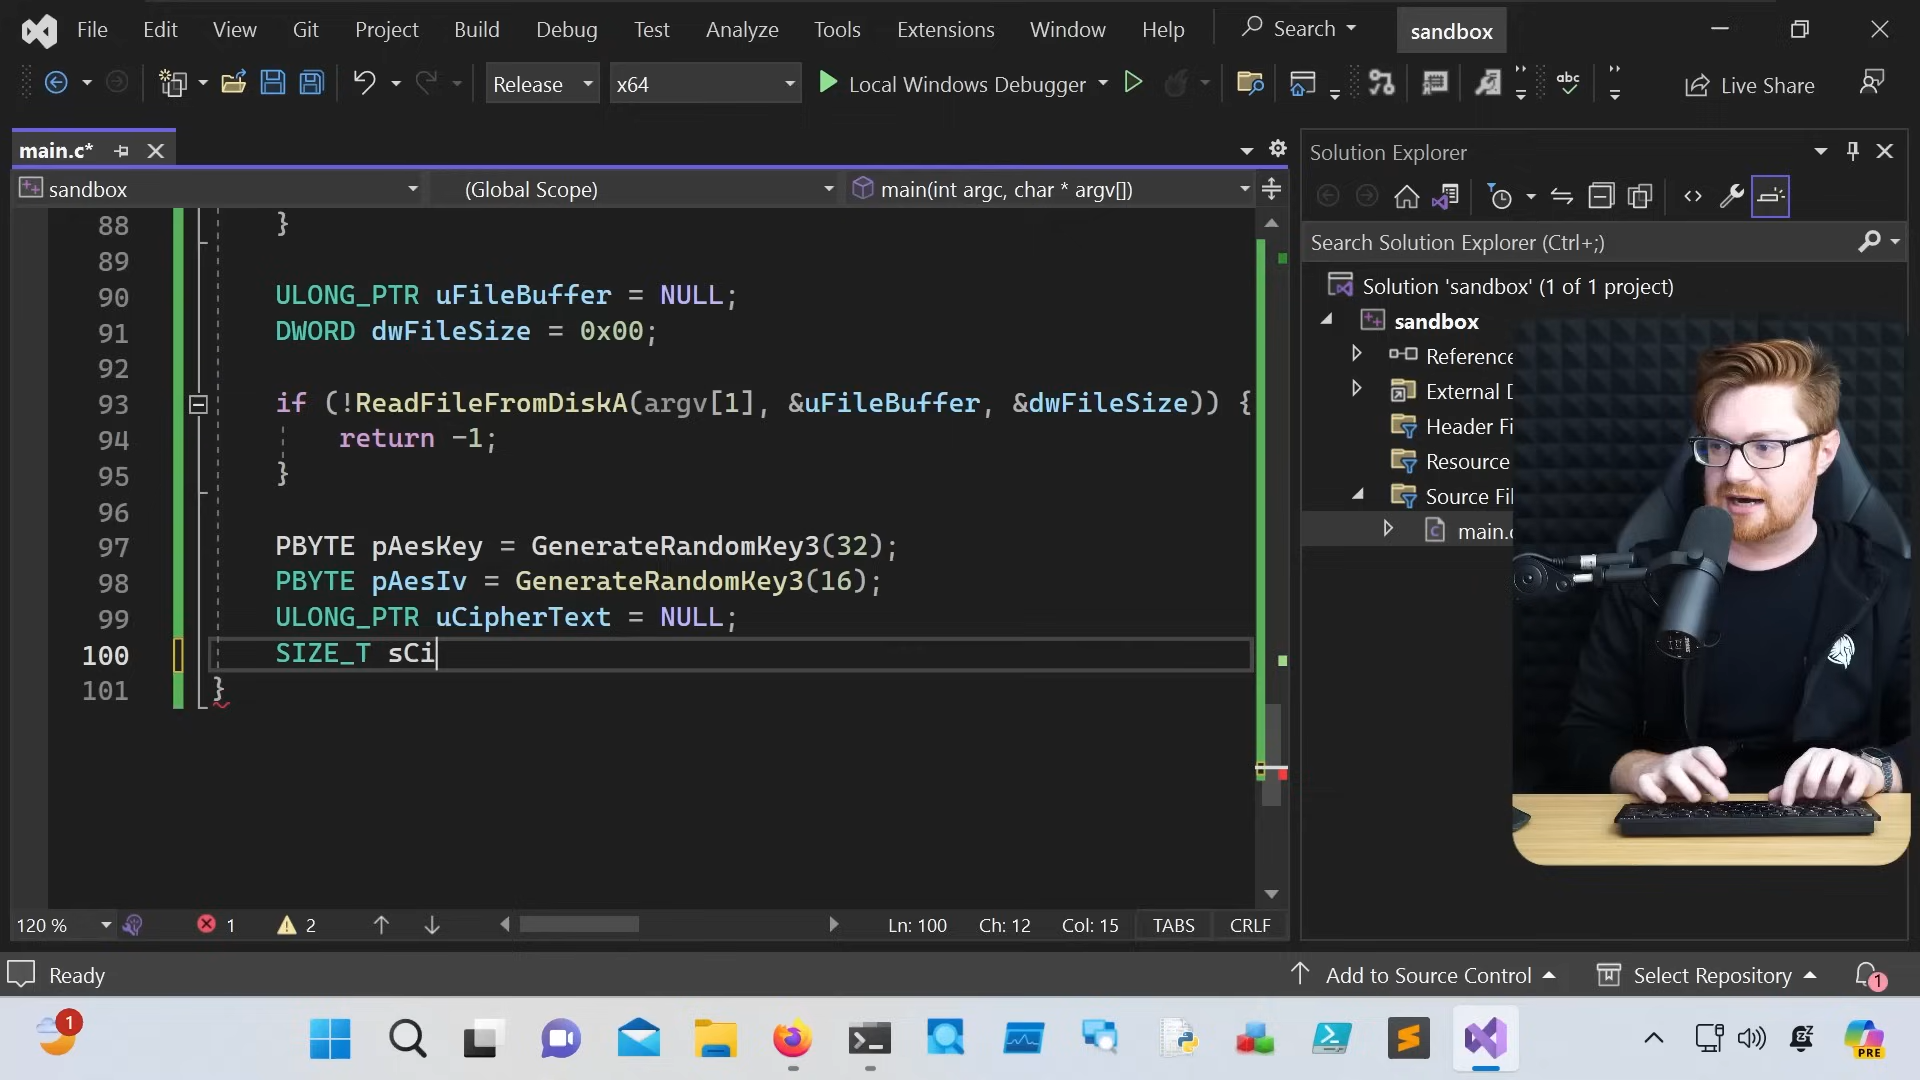 File Edit View Git Project Build Debug Test Analyze Tools Extensions Window Help Search sandbox
Release x64 Local Windows Debugger abc Live Share
main.c*
Solution Explorer
sandbox (Global Scope) main(int argc, char * argv[])
88 }
89
90 ULONG_PTR uFileBuffer = NULL;
91 DWORD dwFileSize = 0x00;
92
93 if (!ReadFileFromDiskA(argv[1], &uFileBuffer, &dwFileSize)) {
94 return -1;
95 }
96
97 PBYTE pAesKey = GenerateRandomKey3(32);
98 PBYTE pAesIv = GenerateRandomKey3(16);
99 ULONG_PTR uCipherText = NULL;
100 SIZE_T sCi
101 }
Search Solution Explorer (Ctrl+;)
Solution 'sandbox' (1 of 1 project)
sandbox
Reference
External D
Header Fi
Resource
Source Fil
main.c
120 % 1 2 Ln: 100 Ch: 12 Col: 15 TABS CRLF
Ready Add to Source Control Select Repository 1
1 PRE